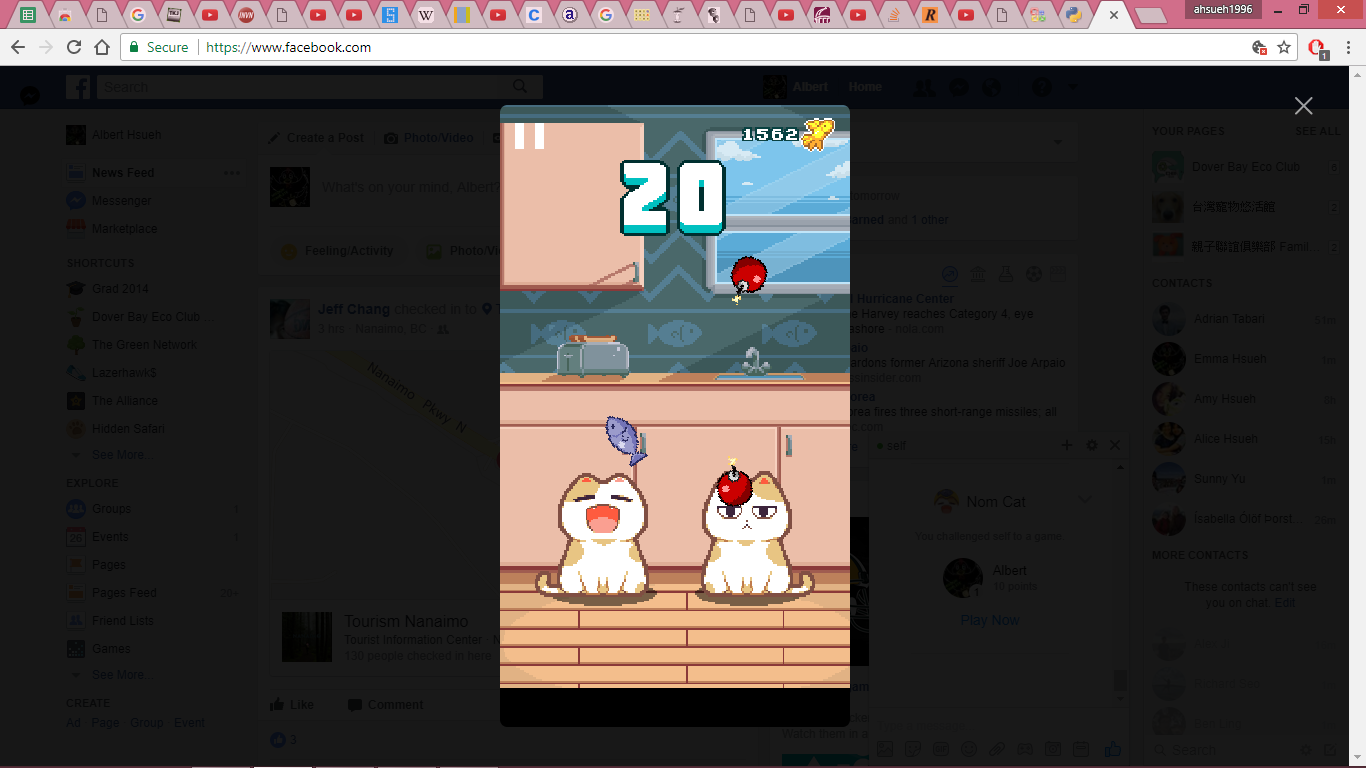 ahsueh1996
Secure
https://www.facebook.com
Search
Albert
Home
Albert Hsueh
News Feed
Messenger
Marketplace
SHORTCUTS
Grad 2014
Dover Bay Eco Club ...
The Green Network
Lazerhawk$
The Alliance
Hidden Safari
See More...
EXPLORE
Groups
1
Events
1
Pages
Pages Feed
20+
Friend Lists
Games
See More...
CREATE
Ad
Page
Group
Event
Create a Post
Photo/Video
What's on your mind, Albert?
Feeling/Activity
Photo/Vi
Jeff Chang checked in to
3 hrs
Nanaimo, BC
Nanaimo Pkwy N
Tourism Nanaimo
Tourist Information Center
130 people checked in here
Like
Comment
3
1562
20
omorrow
and 1 other
Hurricane Center
e Harvey reaches Category 4, eye
shore - nola.com
paio
ardons former Arizona sheriff Joe Arpaio
orea
orea fires three short-range missiles; all
self
Nom Cat
You challenged self to a game.
1
Albert
10 points
Play Now
Watch them in a
YOUR PAGES
SEE ALL
Dover Bay Eco Club
6
台灣寵物悠活館
2
親子聯誼俱樂部 Famil...
2
CONTACTS
Adrian Tabari
Emma Hsueh
Amy Hsueh
Alice Hsueh
Sunny Yu
Ísabella Ólöf Þorst...
MORE CONTACTS
These contacts can't see
you on chat. Edit
Search